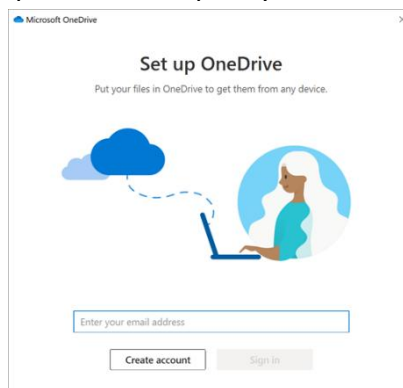 Microsoft OneDrive
Set up OneDrive
Put your files in OneDrive to get them from any device.
Enter your email address
Create account
Sign in